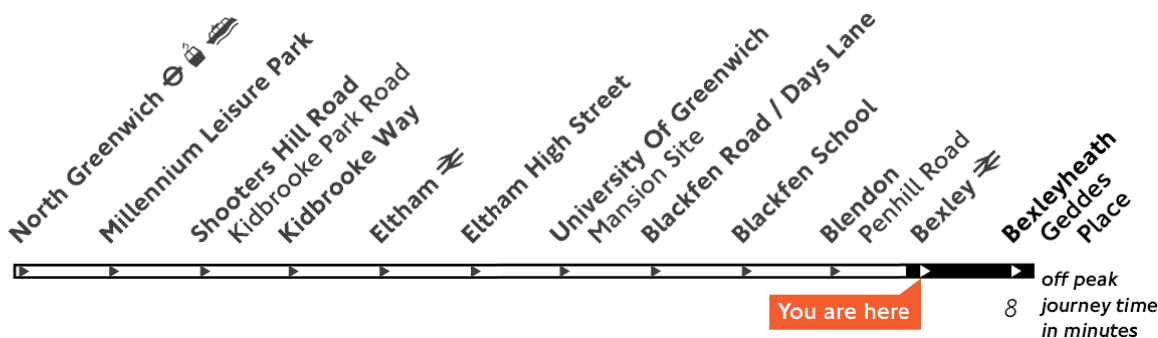 North Greenwich
Millennium Leisure Park
Shooters Hill Road
Kidbrooke Park Road
Kidbrooke Way
Eltham
Eltham High Street
University Of Greenwich
Mansion Site
Blackfen Road / Days Lane
Blackfen School
Blendon
Penhill Road
Bexley
Bexleyheath
Geddes
Place
You are here
8
off peak
journey time
in minutes